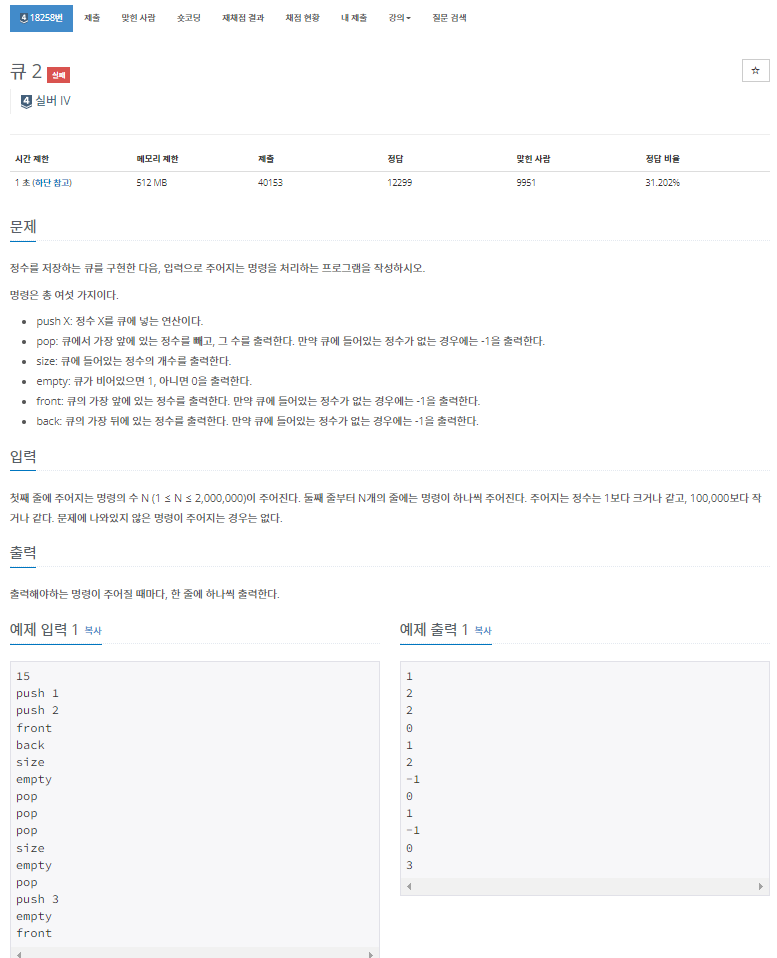 4 18258번 제출 맞힌 사람 숏코딩 재채점 결과 채점 현황 내 제출 강의 질문 검색
큐 2 실패
4 실버 IV
시간 제한 메모리 제한 제출 정답 맞힌 사람 정답 비율
1 초 (하단 참고) 512 MB 40153 12299 9951 31.202%
문제
정수를 저장하는 큐를 구현한 다음, 입력으로 주어지는 명령을 처리하는 프로그램을 작성하시오.
명령은 총 여섯 가지이다.
push X: 정수 X를 큐에 넣는 연산이다.
pop: 큐에서 가장 앞에 있는 정수를 빼고, 그 수를 출력한다. 만약 큐에 들어있는 정수가 없는 경우에는 -1을 출력한다.
size: 큐에 들어있는 정수의 개수를 출력한다.
empty: 큐가 비어있으면 1, 아니면 0을 출력한다.
front: 큐의 가장 앞에 있는 정수를 출력한다. 만약 큐에 들어있는 정수가 없는 경우에는 -1을 출력한다.
back: 큐의 가장 뒤에 있는 정수를 출력한다. 만약 큐에 들어있는 정수가 없는 경우에는 -1을 출력한다.
입력
첫째 줄에 주어지는 명령의 수 N (1 ≤ N ≤ 2,000,000)이 주어진다. 둘째 줄부터 N개의 줄에는 명령이 하나씩 주어진다. 주어지는 정수는 1보다 크거나 같고, 100,000보다 작
거나 같다. 문제에 나와있지 않은 명령이 주어지는 경우는 없다.
출력
출력해야하는 명령이 주어질 때마다, 한 줄에 하나씩 출력한다.
예제 입력 1 복사
15
push 1
push 2
front
back
size
empty
pop
pop
pop
size
empty
pop
push 3
empty
front
예제 출력 1 복사
1
2
2
0
1
2
-1
0
1
-1
0
3